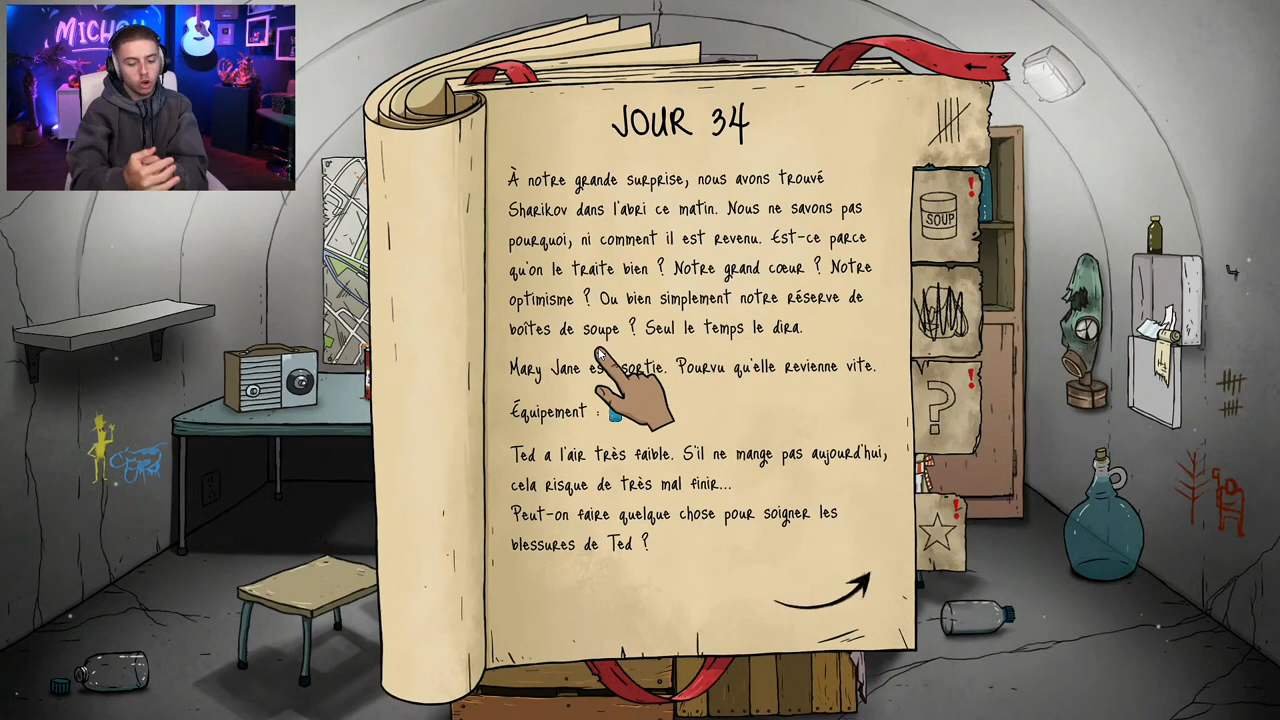 MICHOU
JOUR 34
À notre grande surprise, nous avons trouvé
Sharikov dans l'abri ce matin. Nous ne savons pas
pourquoi, ni comment il est revenu. Est-ce parce
qu'on le traite bien ? Notre grand cœur ? Notre
optimisme ? Ou bien simplement notre réserve de
boîtes de soupe ? Seul le temps le dira.
Mary Jane es sortie. Pourvu qu'elle revienne vite.
Équipement :
Ted a l'air très faible. S'il ne mange pas aujourd'hui,
cela risque de très mal finir...
Peut-on faire quelque chose pour soigner les
blessures de Ted ?
!
SOUP
?
!
!